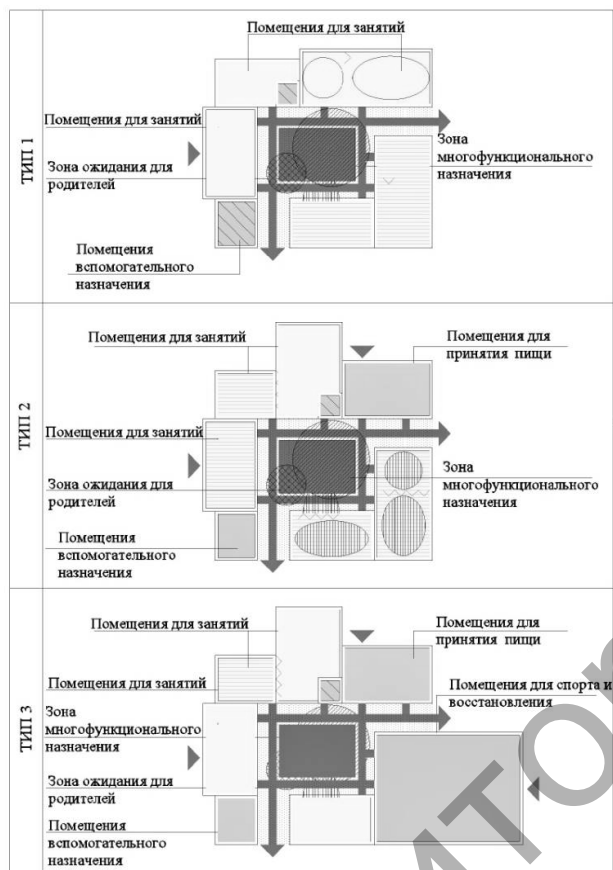 ТИП 1
Помещения для занятий
Помещения для занятий
Зона ожидания для
родителей
Зона
многофункционального
назначения
Помещения
вспомогательного
назначения
ТИП 2
Помещения для занятий
Помещения для
принятия пищи
Помещения для занятий
Зона ожидания для
родителей
Зона
многофункционального
назначения
Помещения
вспомогательного
назначения
ТИП 3
Помещения для занятий
Помещения для
принятия пищи
Помещения для занятий
Помещения для спорта и
восстановления
Зона
многофункционального
назначения
Зона ожидания для
родителей
Помещения
вспомогательного
назначения